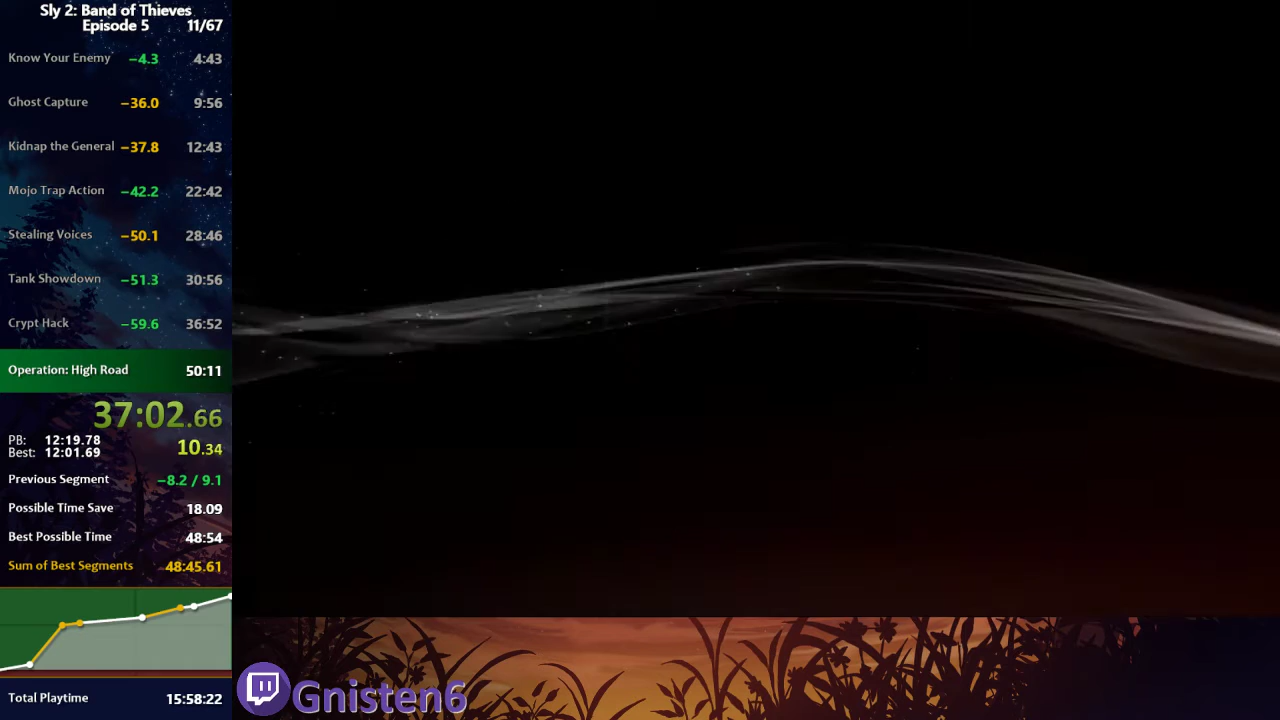 Sly 2: Band of Thieves
Episode 5 11/67
Know Your Enemy −4.3 4:43
Ghost Capture −36.0 9:56
Kidnap the General −37.8 12:43
Mojo Trap Action −42.2 22:42
Stealing Voices −50.1 28:46
Tank Showdown −51.3 30:56
Crypt Hack −59.6 36:52
Operation: High Road 50:11
37:02.66
PB: 12:19.78
Best: 12:01.69 10.34
Previous Segment −8.2 / 9.1
Possible Time Save 18.09
Best Possible Time 48:54
Sum of Best Segments 48:45.61
Total Playtime 15:58:22
Gnisten6